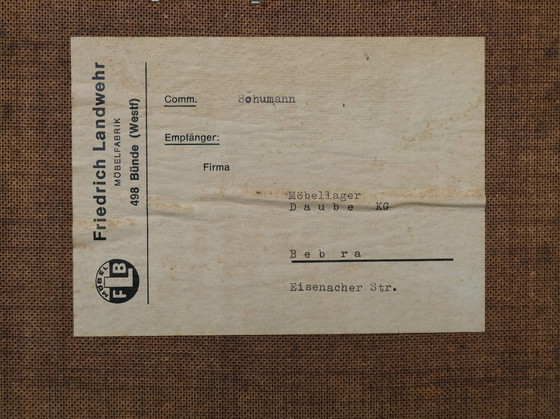 Friedrich Landwehr
MÖBELFABRIK
498 Bünde (Westf)
MÖBEL
FLB
Comm. Schumann
Empfänger:
Firma
Möbellager
Daube KG
Bebra
Eisenacher Str.